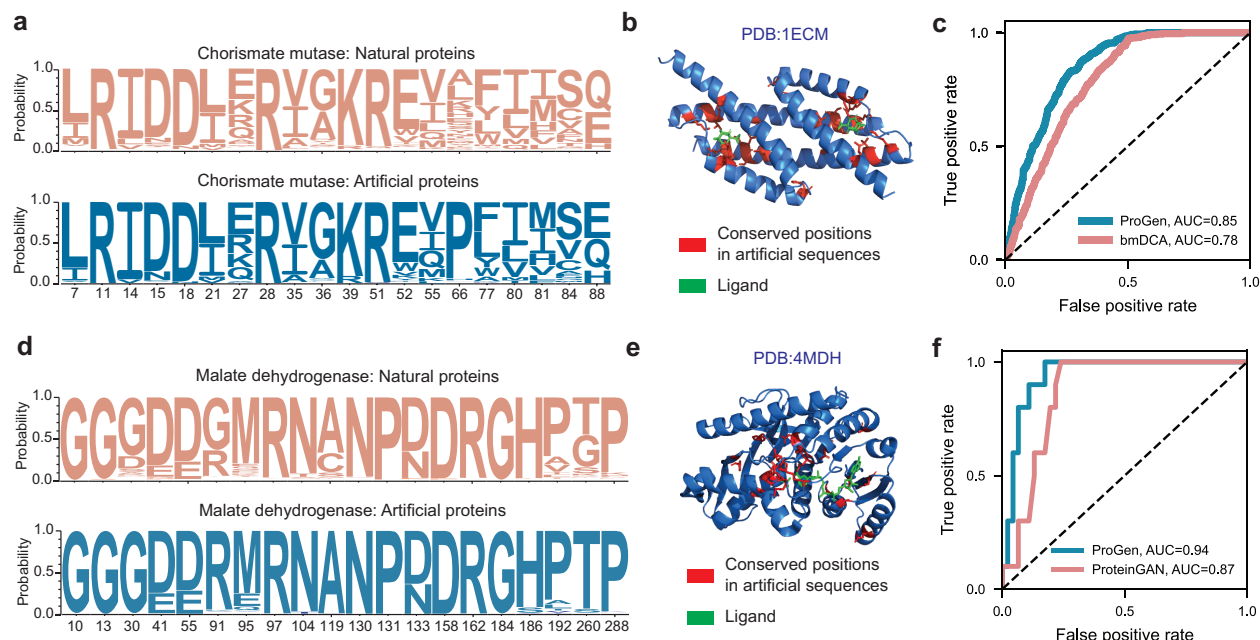 a
Chorismate mutase: Natural proteins
Probability
1.0
0.5
0.0
Chorismate mutase: Artificial proteins
Probability
1.0
0.5
0.0
7 11 14 15 18 21 27 28 35 36 39 51 52 55 66 77 80 81 84 88
b
PDB:1ECM
Conserved positions
in artificial sequences
Ligand
c
True positive rate
1.0
0.5
0.0
ProGen, AUC=0.85
bmDCA, AUC=0.78
0.0 0.5 1.0
False positive rate
d
Malate dehydrogenase: Natural proteins
Probability
1.0
0.5
0.0
GGGDDGMRNANPDDRGHPTP
Malate dehydrogenase: Artificial proteins
Probability
1.0
0.5
0.0
GGGDDRMRNANPDDRGHPTP
10 13 30 41 55 91 95 97 104 119 130 131 133 158 162 184 186 192 260 288
e
PDB:4MDH
Conserved positions
in artificial sequences
Ligand
f
True positive rate
1.0
0.5
0.0
ProGen, AUC=0.94
ProteinGAN, AUC=0.87
0.0 0.5 1.0
False positive rate